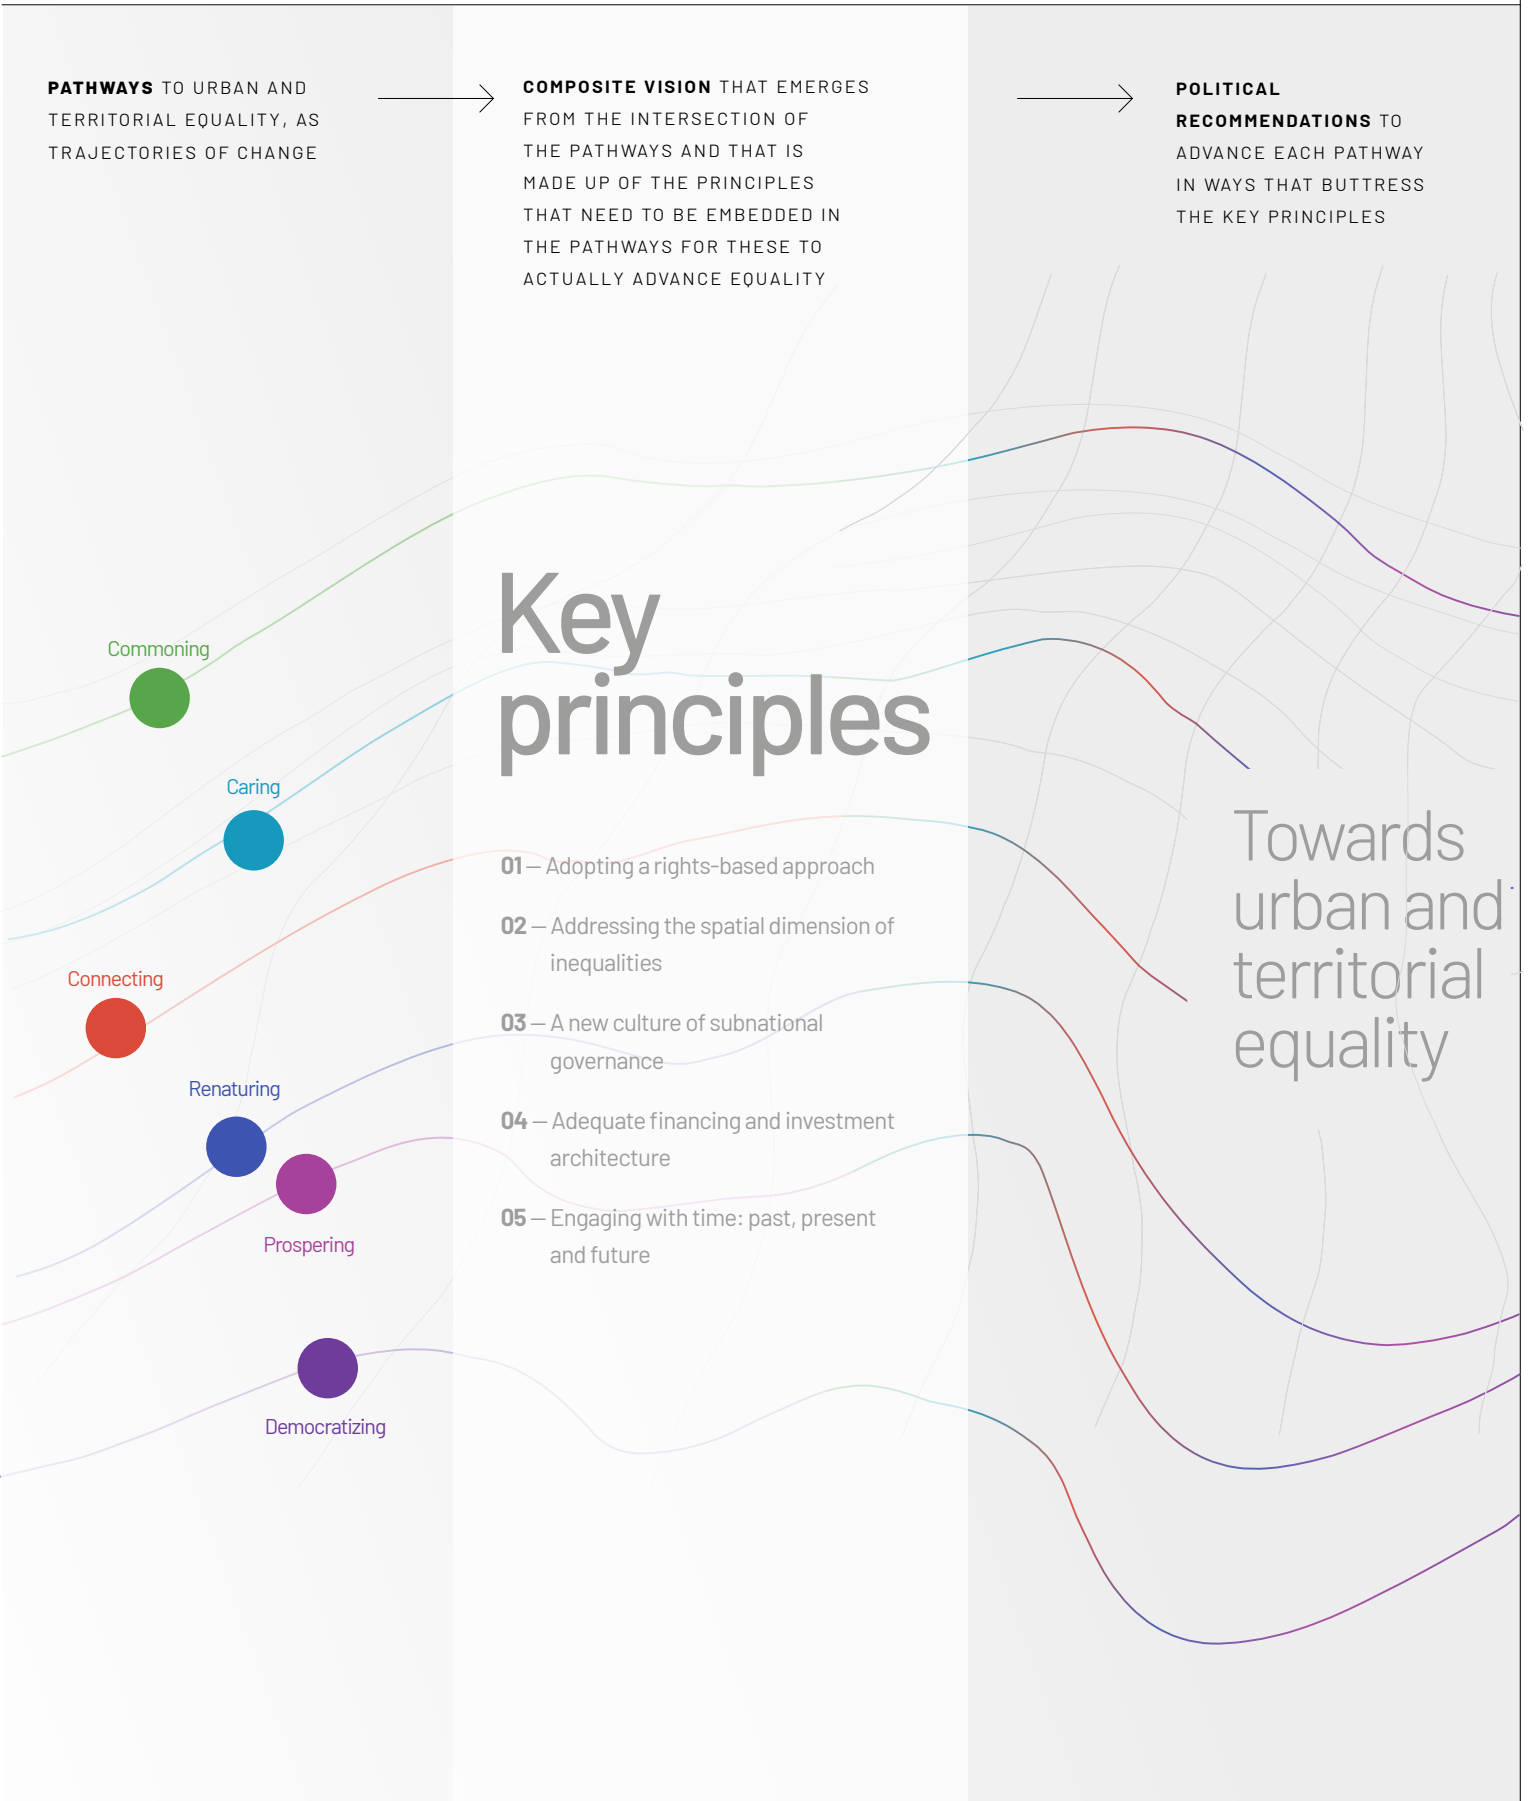 PATHWAYS TO URBAN AND
TERRITORIAL EQUALITY, AS
TRAJECTORIES OF CHANGE
COMPOSITE VISION THAT EMERGES
FROM THE INTERSECTION OF
THE PATHWAYS AND THAT IS
MADE UP OF THE PRINCIPLES
THAT NEED TO BE EMBEDDED IN
THE PATHWAYS FOR THESE TO
ACTUALLY ADVANCE EQUALITY
POLITICAL
RECOMMENDATIONS TO
ADVANCE EACH PATHWAY
IN WAYS THAT BUTTRESS
THE KEY PRINCIPLES
Commoning
Caring
Connecting
Renaturing
Prospering
Democratizing
Key
principles
01 – Adopting a rights-based approach
02 – Addressing the spatial dimension of
inequalities
03 – A new culture of subnational
governance
04 – Adequate financing and investment
architecture
05 – Engaging with time: past, present
and future
Towards
urban and
territorial
equality